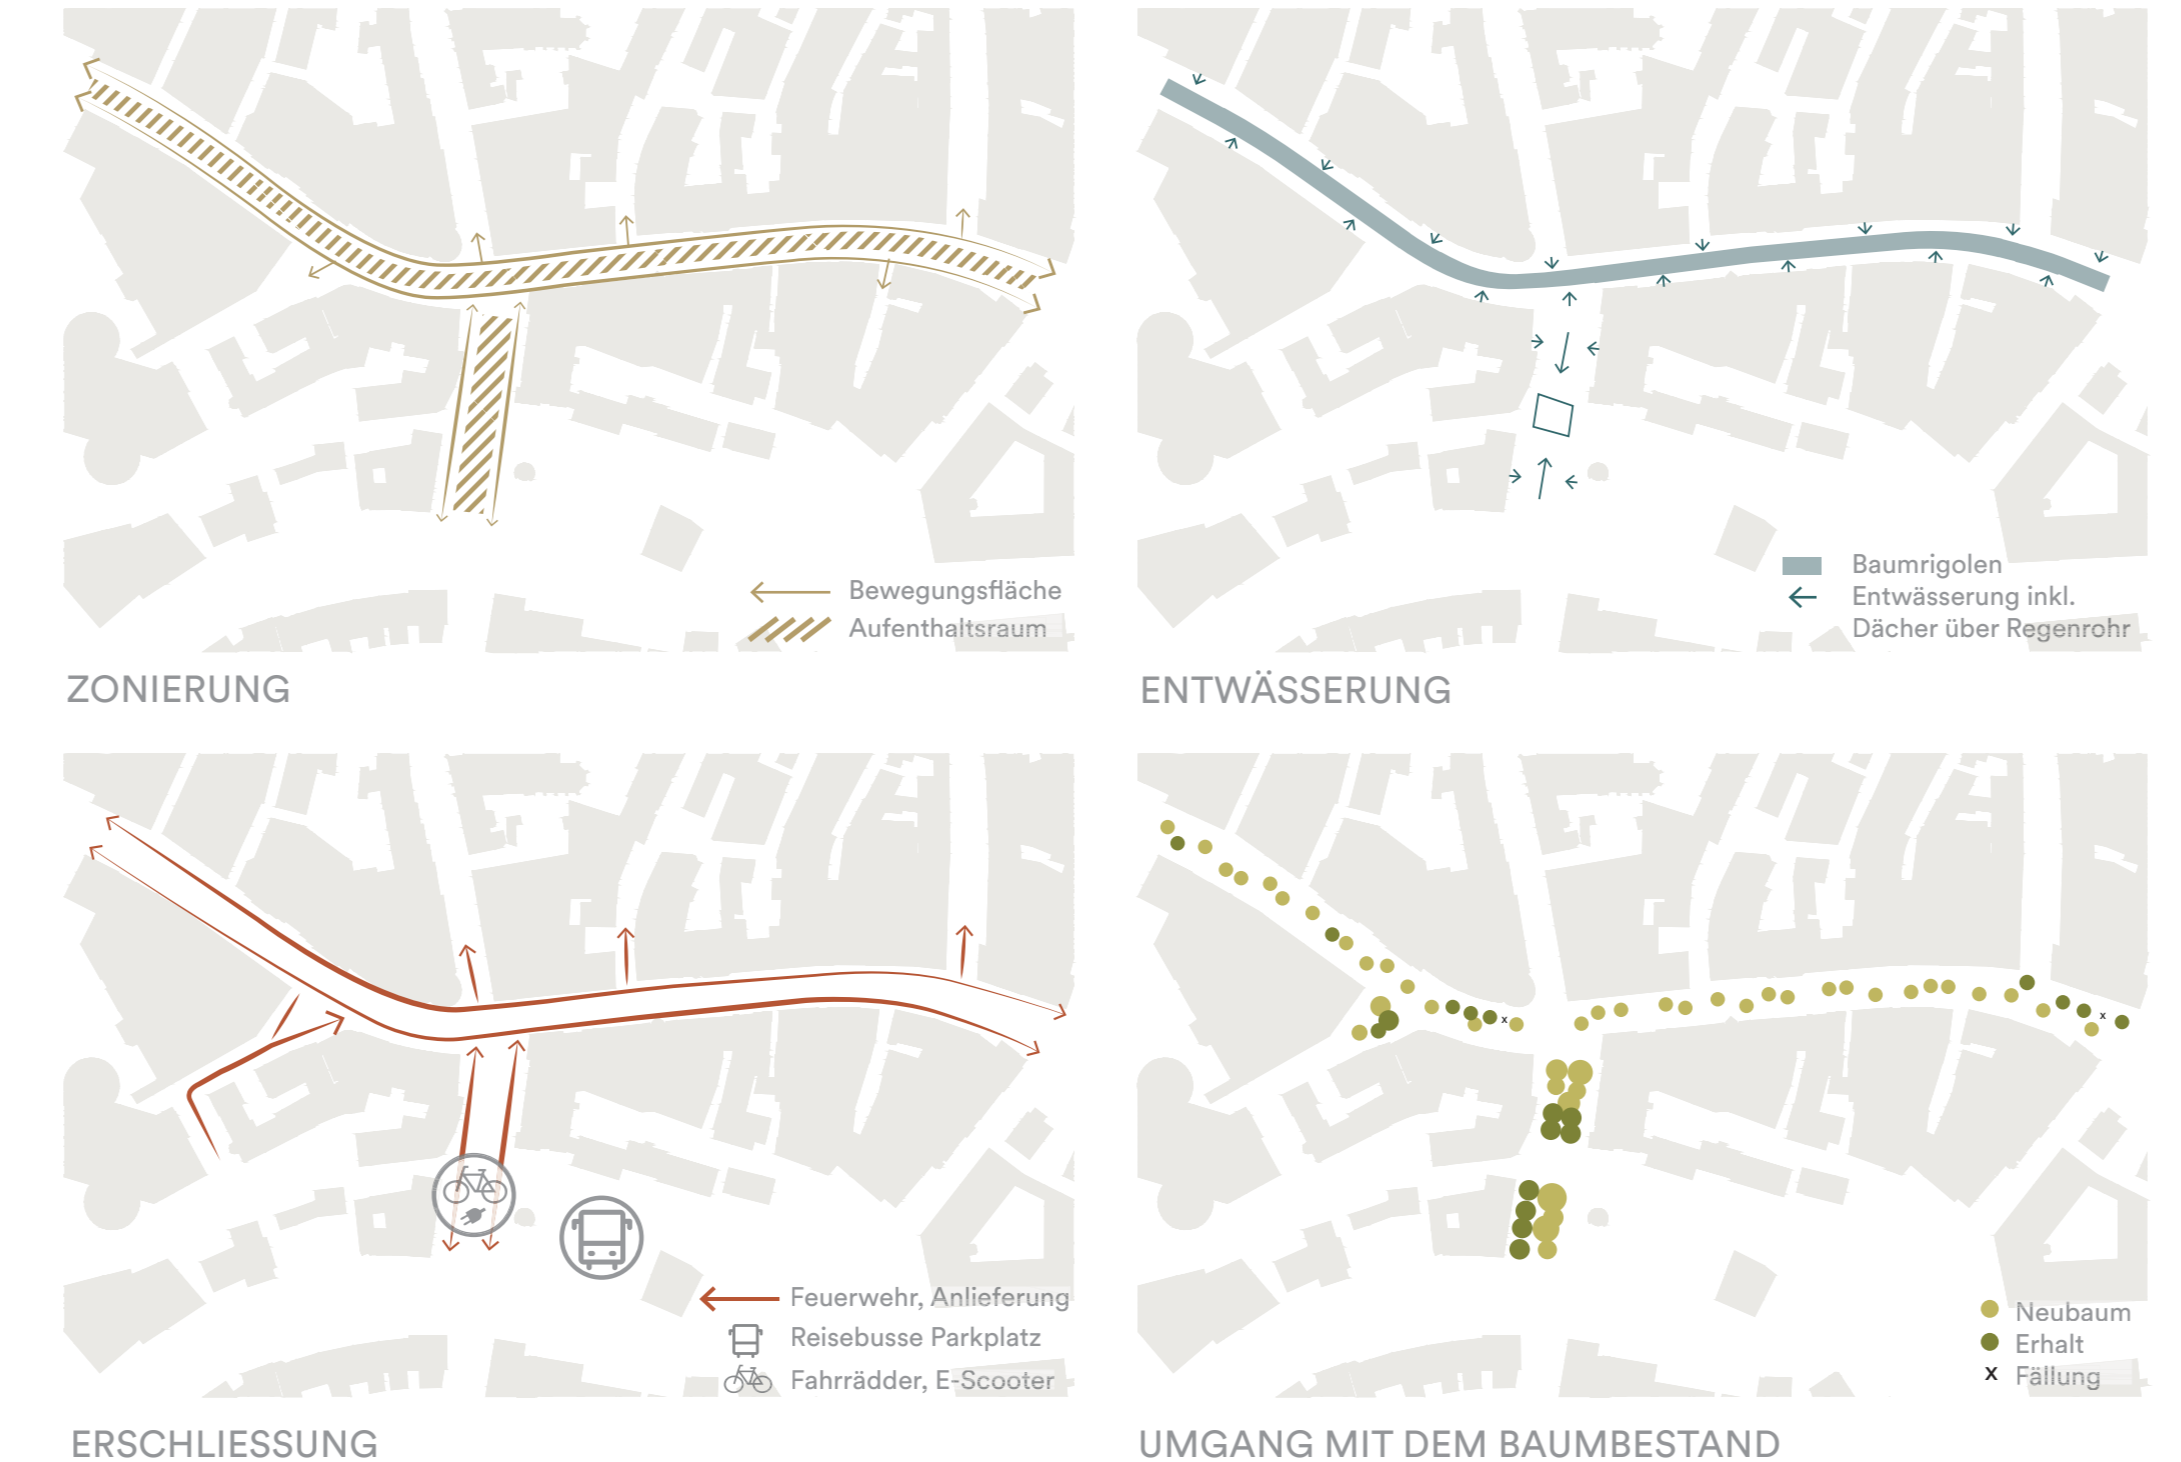 Bewegungsfläche
Aufenthaltsraum
ZONIERUNG
Baumrigolen
Entwässerung inkl.
Dächer über Regenrohr
ENTWÄSSERUNG
Feuerwehr, Anlieferung
Reisebusse Parkplatz
Fahrrädder, E-Scooter
ERSCHLIESSUNG
x
x
Neubaum
Erhalt
x Fällung
UMGANG MIT DEM BAUMBESTAND